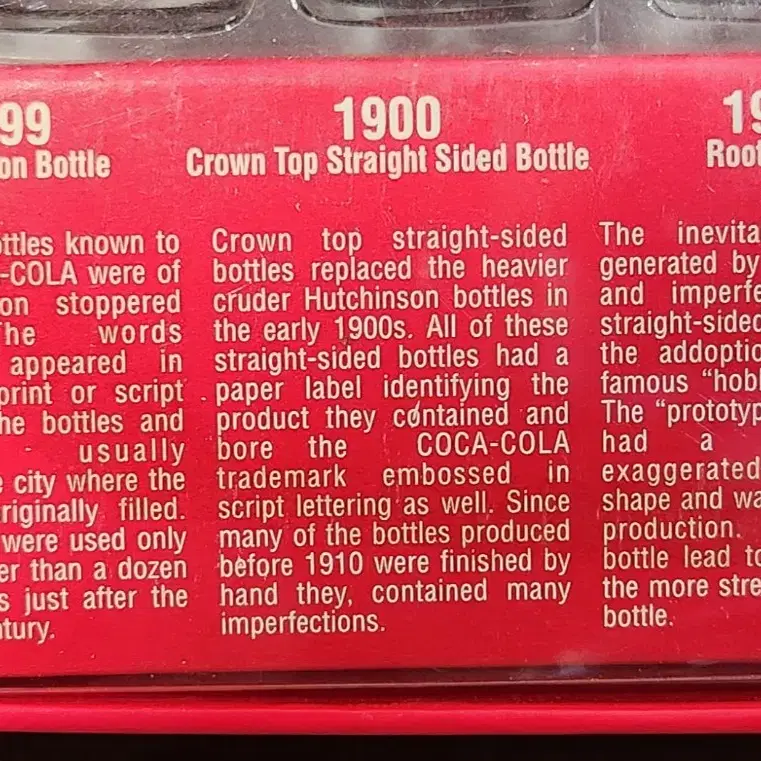 99
on Bottle
ottles known to
-COLA were of
on stoppered
he words
appeared in
print or script
he bottles and
usually
city where the
riginally filled.
were used only
er than a dozen
s just after the
tury.
1900
Crown Top Straight Sided Bottle
Crown top straight-sided
bottles replaced the heavier
cruder Hutchinson bottles in
the early 1900s. All of these
straight-sided bottles had a
paper label identifying the
product they contained and
bore the COCA-COLA
trademark embossed in
script lettering as well. Since
many of the bottles produced
before 1910 were finished by
hand they, contained many
imperfections.
19
Root
The inevita
generated by
and imperfe
straight-sided
the addoptio
famous “hobl
The “prototyp
had a
exaggerated
shape and wa
production.
bottle lead to
the more stre
bottle.